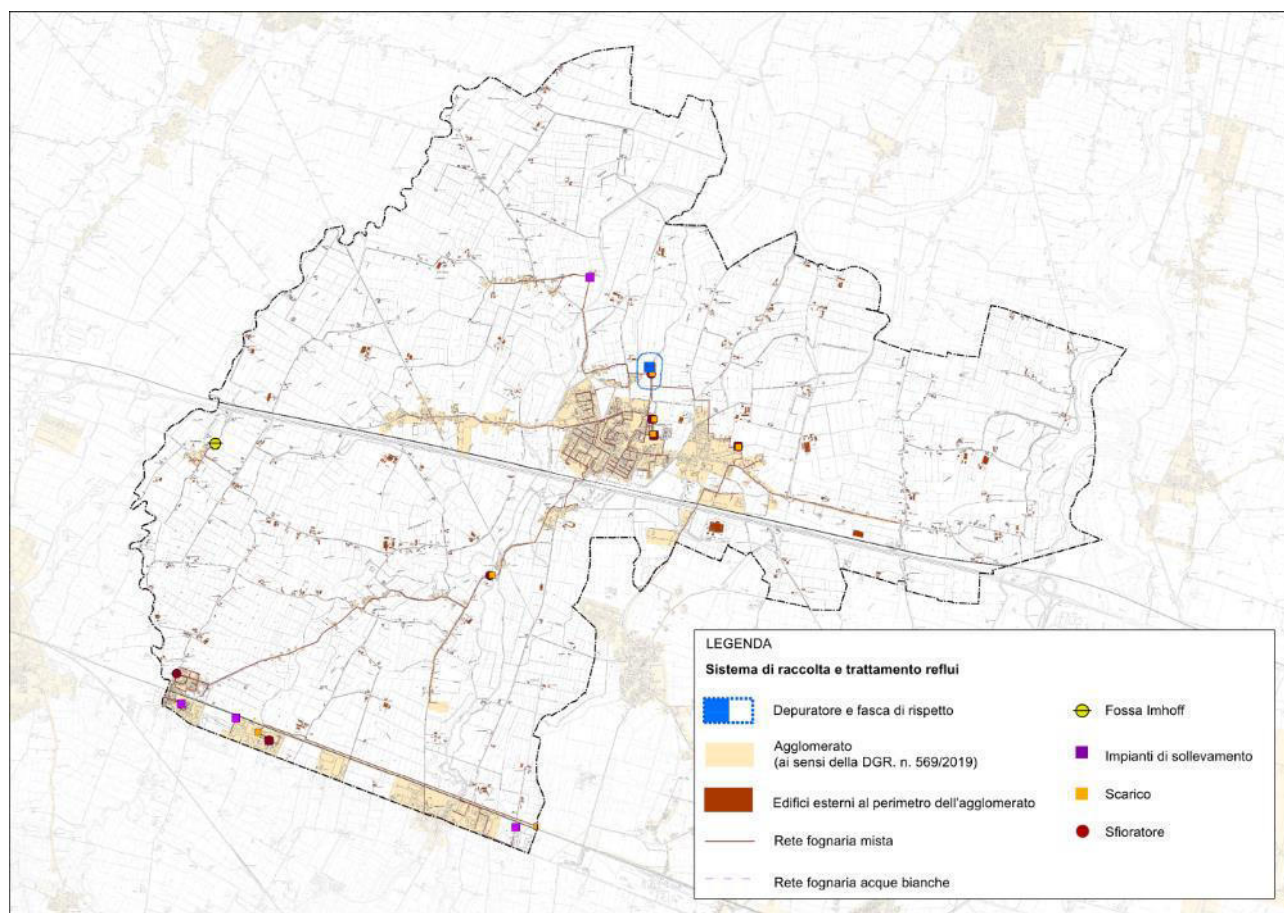 LEGENDA
Sistema di raccolta e trattamento reflui
Depuratore e fasca di rispetto
Agglomerato
(ai sensi della DGR. n. 569/2019)
Edifici esterni al perimetro dell'agglomerato
Rete fognaria mista
Rete fognaria acque bianche
Fossa Imhoff
Impianti di sollevamento
Scarico
Sfioratore